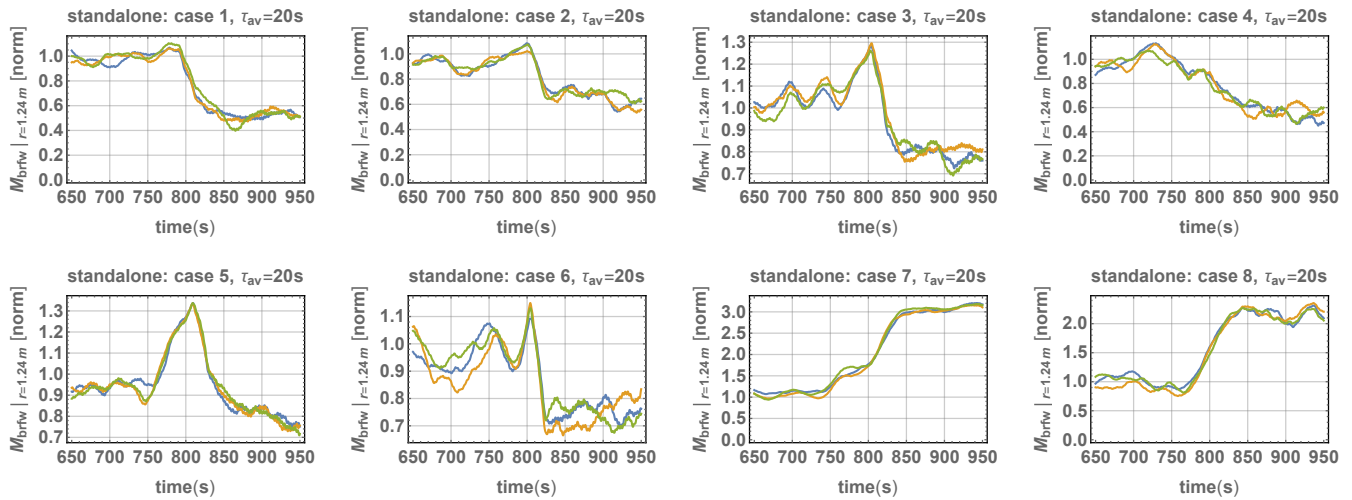 standalone: case 1, τav=20s
Mbrfw | r=1.24 m [norm]
1.0
0.8
0.6
0.4
0.2
0.0
650 700 750 800 850 900 950
time(s)
standalone: case 2, τav=20s
Mbrfw | r=1.24 m [norm]
1.0
0.8
0.6
0.4
0.2
0.0
650 700 750 800 850 900 950
time(s)
standalone: case 3, τav=20s
Mbrfw | r=1.24 m [norm]
1.3
1.2
1.1
1.0
0.9
0.8
0.7
650 700 750 800 850 900 950
time(s)
standalone: case 4, τav=20s
Mbrfw | r=1.24 m [norm]
1.0
0.8
0.6
0.4
0.2
0.0
650 700 750 800 850 900 950
time(s)
standalone: case 5, τav=20s
Mbrfw | r=1.24 m [norm]
1.3
1.2
1.1
1.0
0.9
0.8
0.7
650 700 750 800 850 900 950
time(s)
standalone: case 6, τav=20s
Mbrfw | r=1.24 m [norm]
1.1
1.0
0.9
0.8
0.7
650 700 750 800 850 900 950
time(s)
standalone: case 7, τav=20s
Mbrfw | r=1.24 m [norm]
3.0
2.5
2.0
1.5
1.0
0.5
0.0
650 700 750 800 850 900 950
time(s)
standalone: case 8, τav=20s
Mbrfw | r=1.24 m [norm]
2.0
1.5
1.0
0.5
0.0
650 700 750 800 850 900 950
time(s)